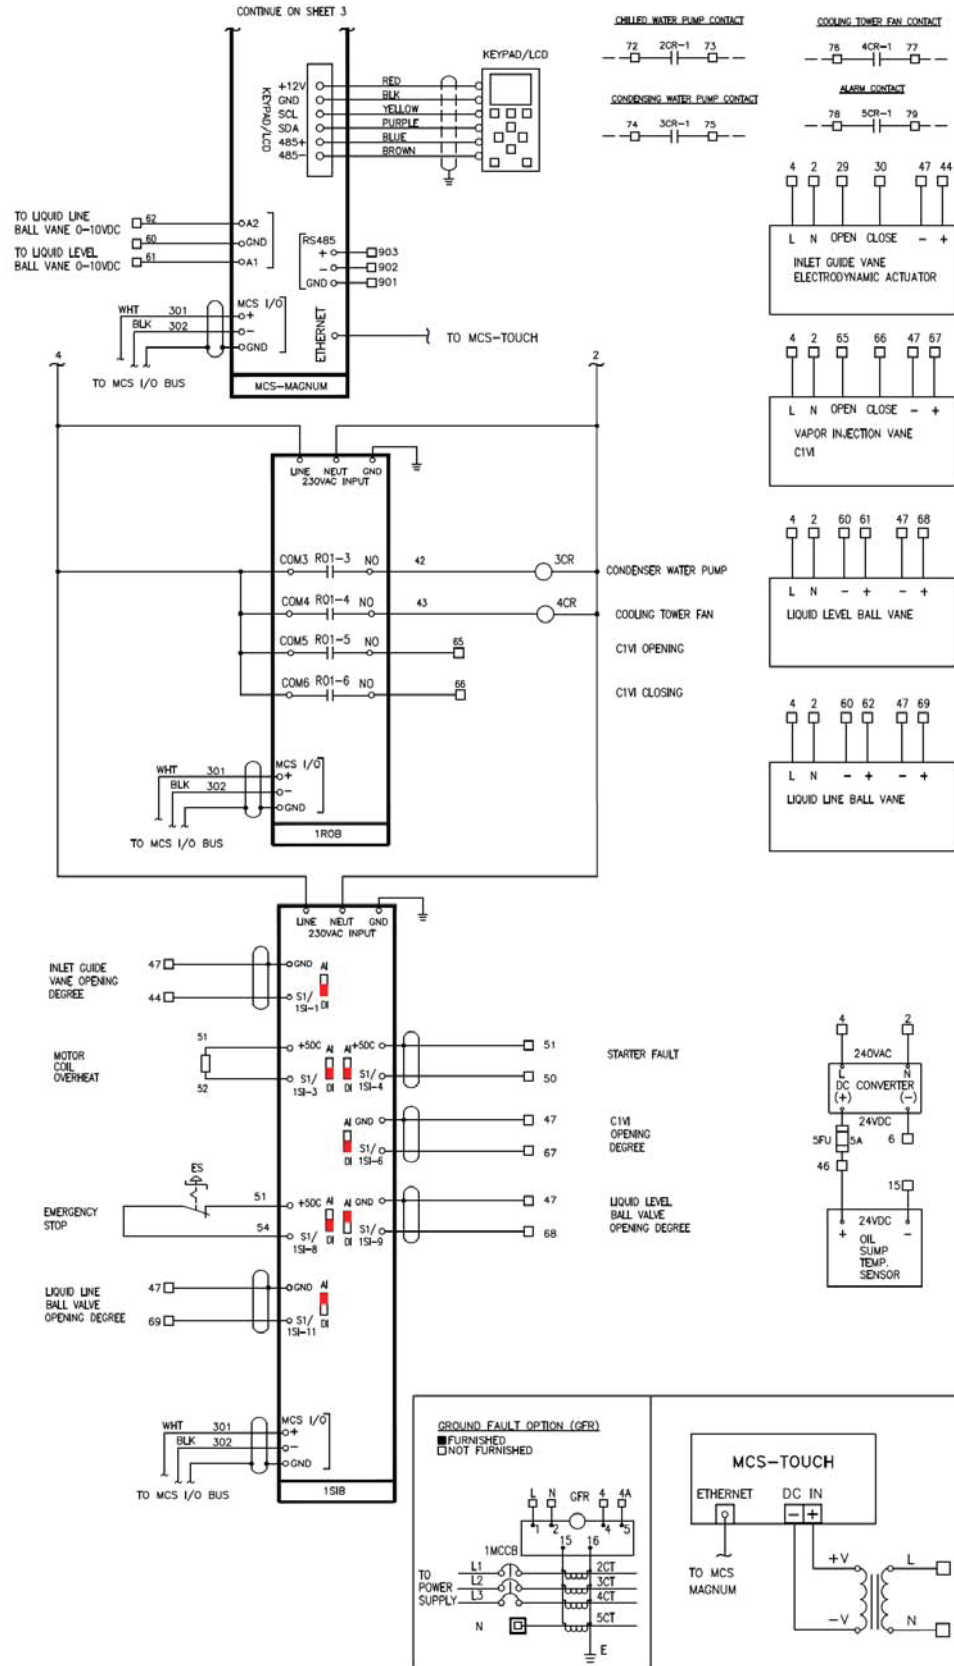 CONTINUE ON SHEET 3
CHILLED WATER PUMP CONTACT
72 2CR-1 73
COOLING TOWER FAN CONTACT
76 4CR-1 77
CONDENSING WATER PUMP CONTACT
74 3CR-1 75
ALARM CONTACT
78 5CR-1 79
KEYPAD/LCD
KEYPAD/LCD
+12V RED
GND BLK
SCL YELLOW
SDA PURPLE
485+ BLUE
485- BROWN
TO LIQUID LINE
BALL VANE 0-10VDC
62 A2
60 GND
TO LIQUID LEVEL
BALL VANE 0-10VDC
61 A1
RS485
+ 903
- 902
GND 901
MCS I/O
WHT 301 +
BLK 302 -
GND
TO MCS I/O BUS
ETHERNET
TO MCS-TOUCH
MCS-MAGNUM
4 2 29 30 47 44
L N OPEN CLOSE - +
INLET GUIDE VANE
ELECTRODYNAMIC ACTUATOR
4 2 65 66 47 67
L N OPEN CLOSE - +
VAPOR INJECTION VANE
C1VI
4 2 60 61 47 68
L N - + - +
LIQUID LEVEL BALL VANE
4 2 60 62 47 69
L N - + - +
LIQUID LINE BALL VANE
4
2
LINE NEUT GND
230VAC INPUT
COM3 RO1-3 NO 42 3CR CONDENSER WATER PUMP
COM4 RO1-4 NO 43 4CR COOLING TOWER FAN
COM5 RO1-5 NO 65 C1VI OPENING
COM6 RO1-6 NO 66 C1VI CLOSING
MCS I/O
WHT 301 +
BLK 302 -
GND
TO MCS I/O BUS
1ROB
LINE NEUT GND
230VAC INPUT
INLET GUIDE
VANE OPENING
DEGREE
47 GND AI
44 S1/
1SI-1 DI
MOTOR
COIL
OVERHEAT
51 +5DC AI
52 S1/
1SI-3 DI
AI +5DC 51
S1/ 50
DI 1SI-4
STARTER FAULT
AI GND 47
S1/ 67
DI 1SI-6
C1VI
OPENING
DEGREE
EMERGENCY
STOP
ES
51 +5DC AI
54 S1/
1SI-8 DI
AI GND 47
S1/ 68
DI 1SI-9
LIQUID LEVEL
BALL VALVE
OPENING DEGREE
LIQUID LINE
BALL VALVE
OPENING DEGREE
47 GND AI
69 S1/
1SI-11 DI
MCS I/O
WHT 301 +
BLK 302 -
GND
TO MCS I/O BUS
1SIB
4 2
240VAC
L N
DC CONVERTER
(+) (-)
24VDC
5FU 5A 6
46 15
24VDC
+ -
OIL
SUMP
TEMP.
SENSOR
GROUND FAULT OPTION (GFR)
FURNISHED
NOT FURNISHED
L N GFR 4 4A
1 2 4 5
15 16
1MCCB
TO
POWER
SUPPLY
L1 2CT
L2 3CT
L3 4CT
N 5CT
E
MCS-TOUCH
ETHERNET DC IN
- +
TO MCS
MAGNUM
+V L
-V N